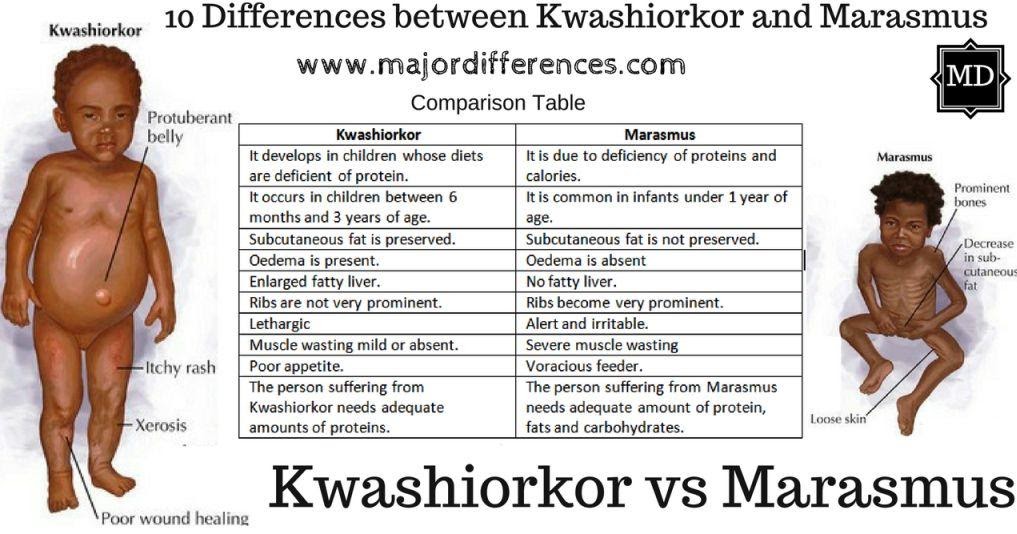 10 Differences between Kwashiorkor and Marasmus
Kwashiorkor
www.majordifferences.com
MD
Comparison Table
Protuberant
belly
Itchy rash
Xerosis
Poor wound healing
Kwashiorkor Marasmus
It develops in children whose diets
are deficient of protein.
It is due to deficiency of proteins and
calories.
It occurs in children between 6
months and 3 years of age.
It is common in infants under 1 year of
age.
Subcutaneous fat is preserved. Subcutaneous fat is not preserved.
Oedema is present. Oedema is absent
Enlarged fatty liver. No fatty liver.
Ribs are not very prominent. Ribs become very prominent.
Lethargic Alert and irritable.
Muscle wasting mild or absent. Severe muscle wasting
Poor appetite. Voracious feeder.
The person suffering from
Kwashiorkor needs adequate
amounts of proteins.
The person suffering from Marasmus
needs adequate amount of protein,
fats and carbohydrates.
Marasmus
Prominent
bones
Decrease
in sub-
cutaneous
fat
Loose skin
Kwashiorkor vs Marasmus